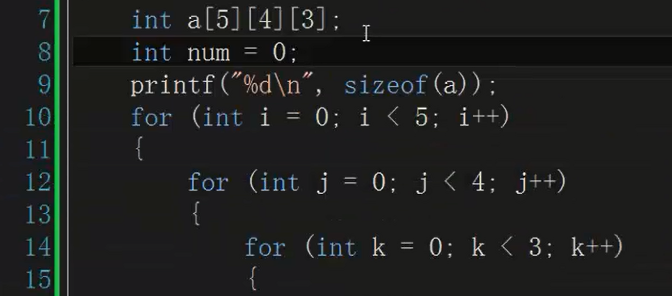 7 int a[5][4][3];
8 int num = 0;
9 printf("%d\n", sizeof(a));
10 for (int i = 0; i < 5; i++)
11 {
12 for (int j = 0; j < 4; j++)
13 {
14 for (int k = 0; k < 3; k++)
15 {